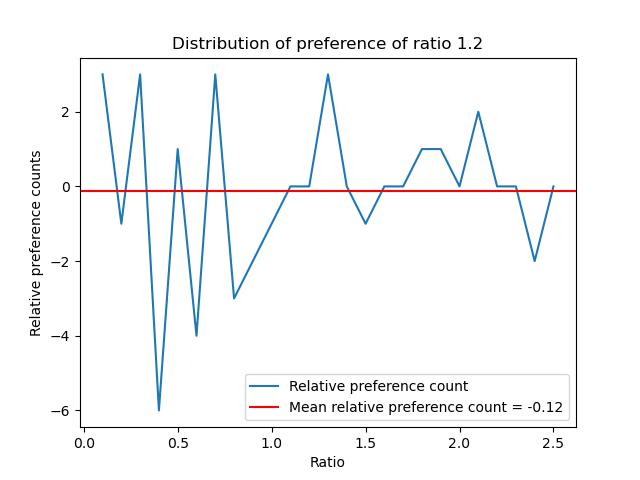 Distribution of preference of ratio 1.2
Relative preference counts
2
0
−2
−4
−6
Relative preference count
Mean relative preference count = -0.12
0.0 0.5 1.0 1.5 2.0 2.5
Ratio